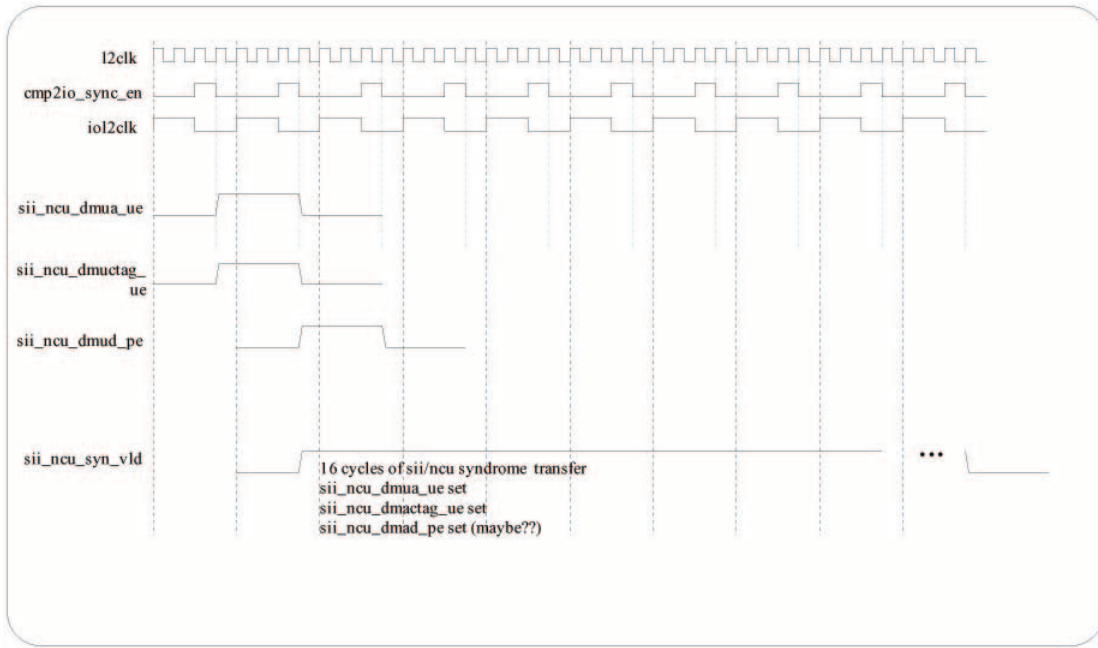 l2clk
cmp2io_sync_en
iol2clk
sii_ncu_dmua_ue
sii_ncu_dmuctag_
ue
sii_ncu_dmud_pe
sii_ncu_syn_vld
•••
16 cycles of sii/ncu syndrome transfer
sii_ncu_dmua_ue set
sii_ncu_dmactag_ue set
sii_ncu_dmad_pe set (maybe??)